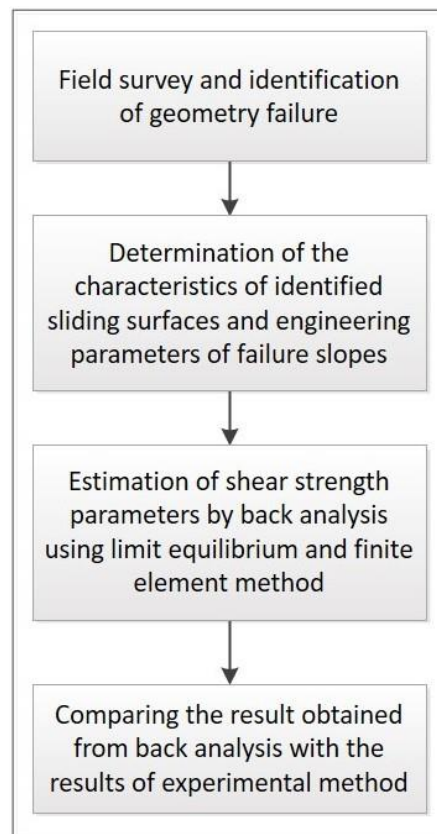 Field survey and identification
of geometry failure
Determination of the
characteristics of identified
sliding surfaces and engineering
parameters of failure slopes
Estimation of shear strength
parameters by back analysis
using limit equilibrium and finite
element method
Comparing the result obtained
from back analysis with the
results of experimental method